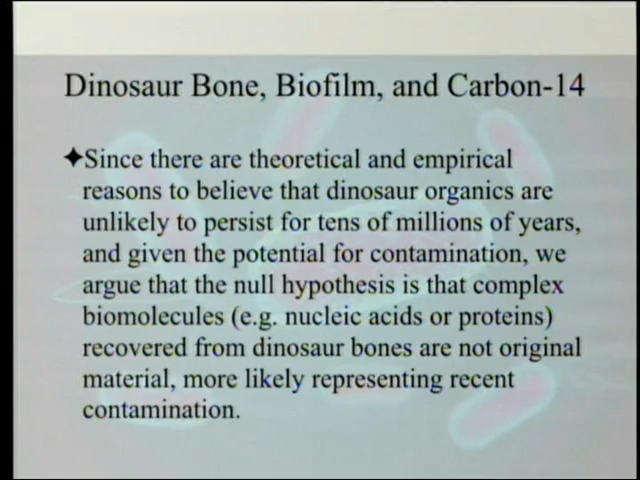 Dinosaur Bone, Biofilm, and Carbon-14
✦Since there are theoretical and empirical
reasons to believe that dinosaur organics are
unlikely to persist for tens of millions of years,
and given the potential for contamination, we
argue that the null hypothesis is that complex
biomolecules (e.g. nucleic acids or proteins)
recovered from dinosaur bones are not original
material, more likely representing recent
contamination.